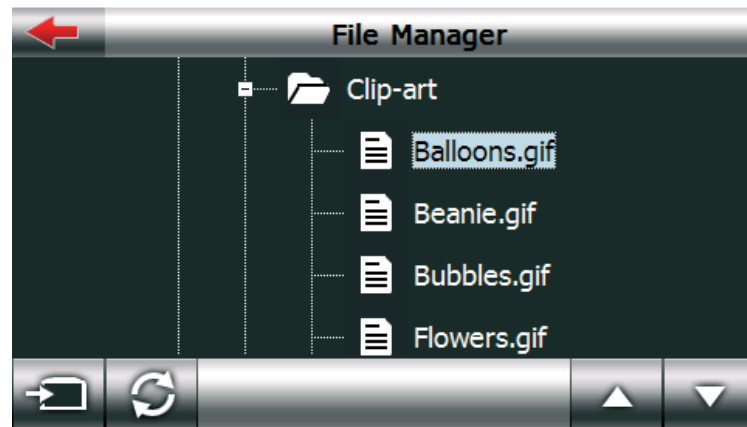 File Manager
Clip-art
Balloons.gif
Beanie.gif
Bubbles.gif
Flowers.gif